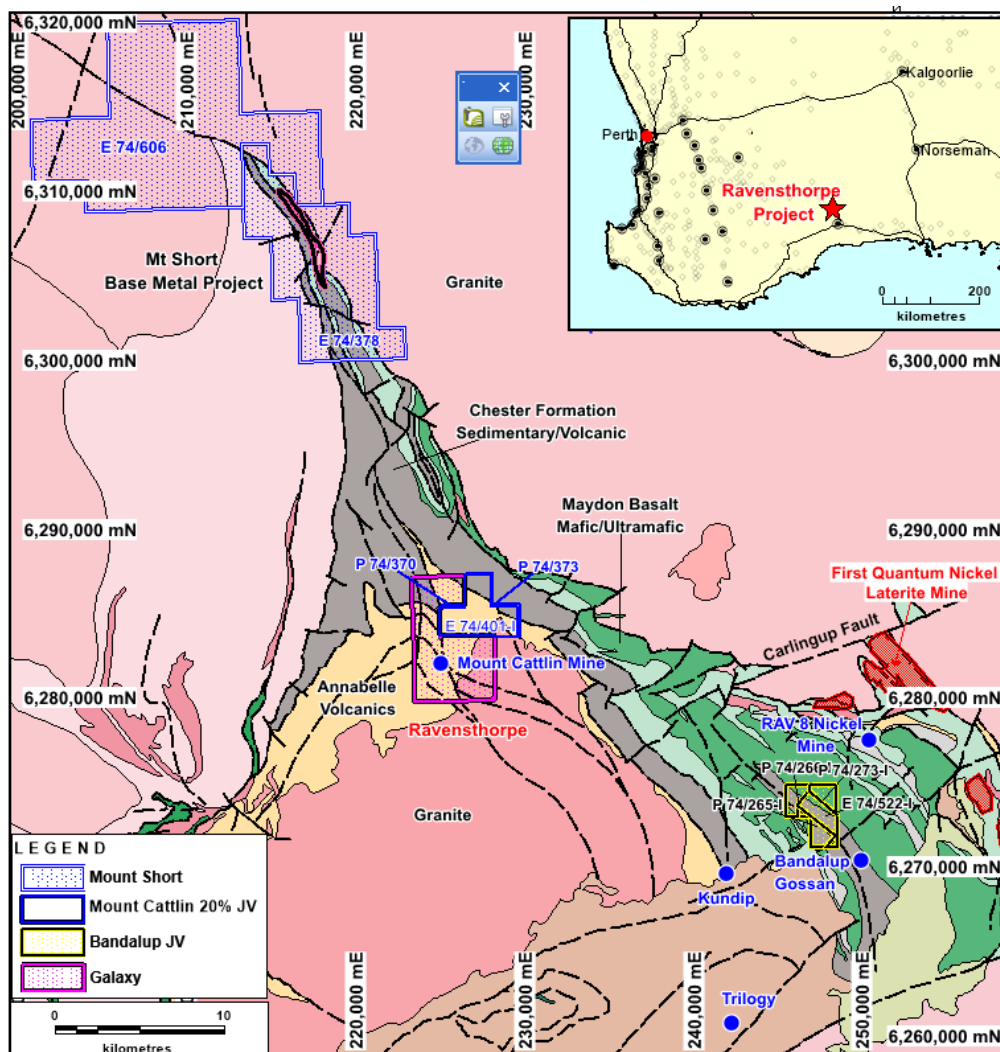 6,320,000 mN
200,000 mE
210,000 mE
220,000 mE
230,000 mE
E 74/606
6,310,000 mN
Mt Short
Base Metal Project
Granite
E 74/378
Kalgoorlie
Perth
Norseman
Ravensthorpe
Project
0
200
kilometres
6,300,000 mN
6,300,000 mN
Chester Formation
Sedimentary/Volcanic
Maydon Basalt
Mafic/Ultramafic
6,290,000 mN
6,290,000 mN
P 74/370
P 74/373
First Quantum Nickel
Laterite Mine
E 74/401-I
Carlingup Fault
Mount Cattlin Mine
6,280,000 mN
6,280,000 mN
Annabelle
Volcanics
Ravensthorpe
RAV 8 Nickel
Mine
P 74/266-I
P 74/273-I
P 74/265-I
E 74/522-I
Granite
Bandalup
Gossan
6,270,000 mN
Kundip
LEGEND
Mount Short
Mount Cattlin 20% JV
Bandalup JV
Galaxy
0
10
kilometres
220,000 mE
230,000 mE
240,000 mE
250,000 mE
Trilogy
6,260,000 mN